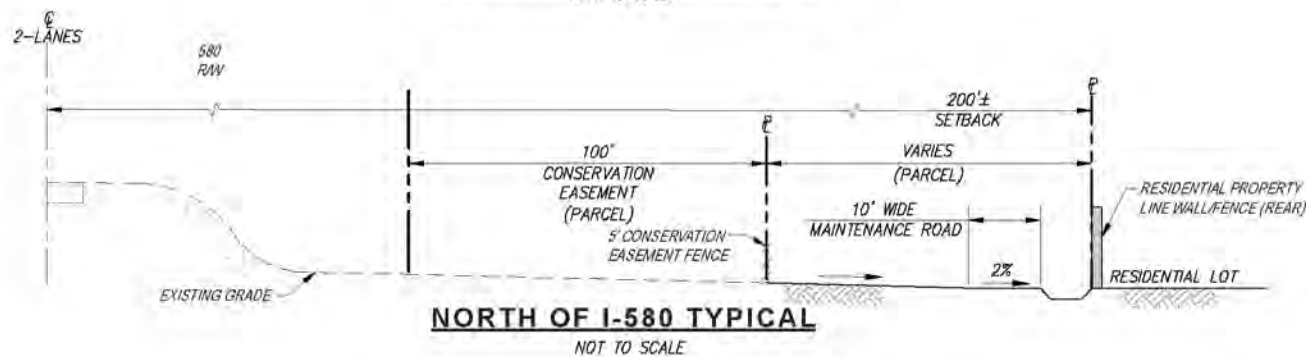 2-LANES
580
R/W
200'±
SETBACK
100'
CONSERVATION
EASEMENT
(PARCEL)
VARIES
(PARCEL)
RESIDENTIAL PROPERTY
LINE WALL/FENCE (REAR)
10' WIDE
MAINTENANCE ROAD
5' CONSERVATION
EASEMENT FENCE
2%
RESIDENTIAL LOT
EXISTING GRADE
NORTH OF I-580 TYPICAL
NOT TO SCALE